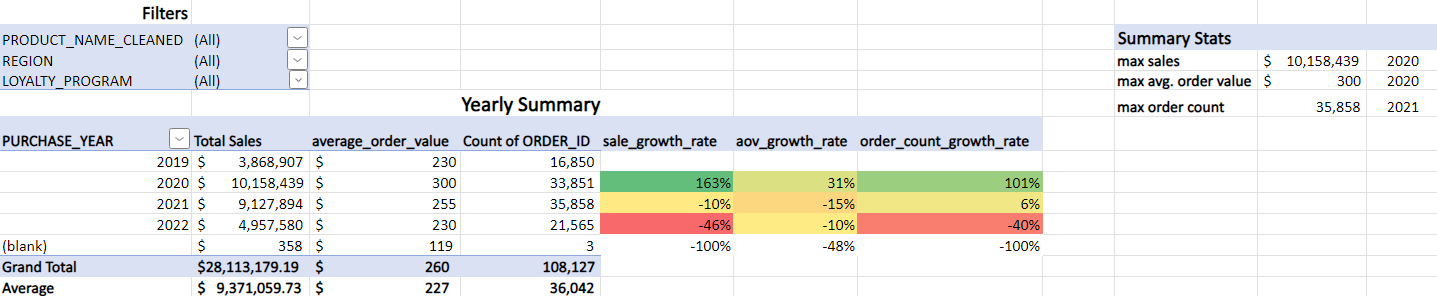 Filters
PRODUCT_NAME_CLEANED (All)
Summary Stats
REGION (All)
max sales $ 10,158,439 2020
LOYALTY_PROGRAM (All)
max avg. order value $ 300 2020
Yearly Summary
max order count 35,858 2021
PURCHASE_YEAR Total Sales average_order_value Count of ORDER_ID sale_growth_rate aov_growth_rate order_count_growth_rate
2019 $ 3,868,907 $ 230 16,850
2020 $ 10,158,439 $ 300 33,851 163% 31% 101%
2021 $ 9,127,894 $ 255 35,858 -10% -15% 6%
2022 $ 4,957,580 $ 230 21,565 -46% -10% -40%
(blank) $ 358 $ 119 3 -100% -48% -100%
Grand Total $28,113,179.19 $ 260 108,127
Average $ 9,371,059.73 $ 227 36,042